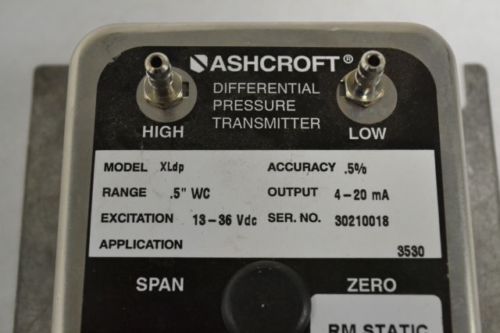 ASHCROFT®
DIFFERENTIAL
PRESSURE
TRANSMITTER
HIGH
LOW
MODEL XLdp ACCURACY .5%
RANGE .5" WC OUTPUT 4-20 mA
EXCITATION 13-36 Vdc SER. NO. 30210018
APPLICATION 3530
SPAN ZERO
RM STATIC